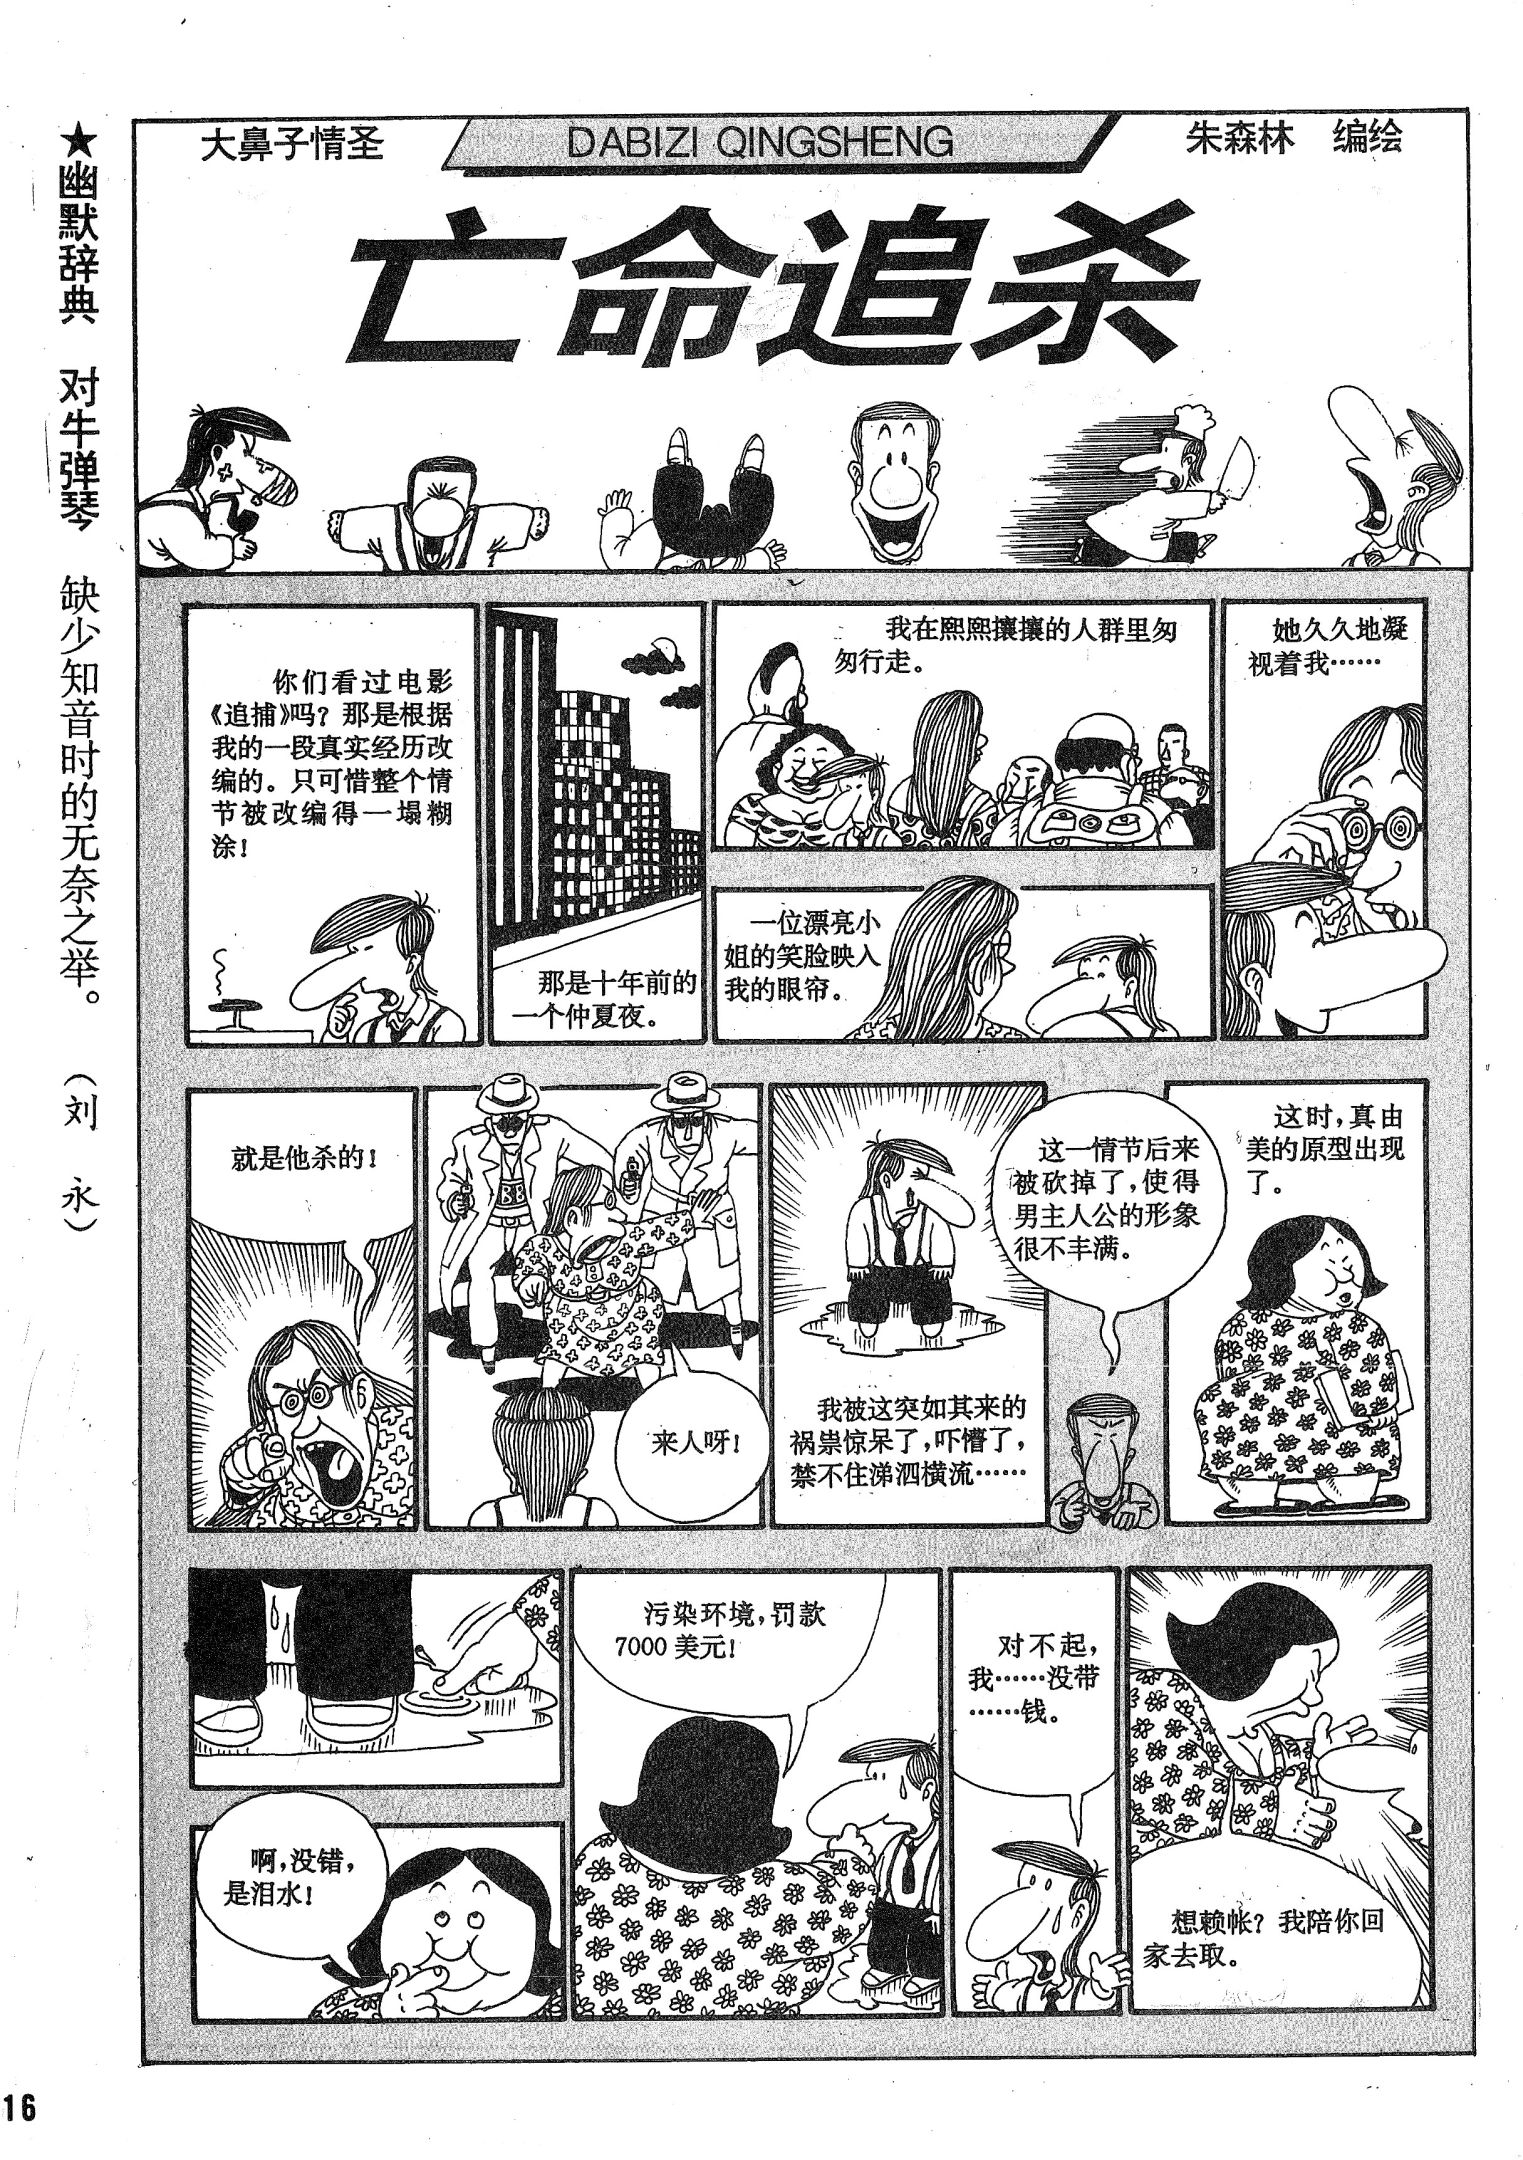 大鼻子情圣
DABIZI QINGSHENG
朱森林 编绘
亡命追杀
★幽默辞典 对牛弹琴 缺少知音时的无奈之举。 (刘 永)
你们看过电影
《追捕》吗？那是根据
我的一段真实经历改
编的。只可惜整个情
节被改编得一塌糊
涂！
那是十年前的
一个仲夏夜。
我在熙熙攘攘的人群里匆
匆行走。
一位漂亮小
姐的笑脸映入
我的眼帘。
她久久地凝
视着我……
就是他杀的！
BB
来人呀！
我被这突如其来的
祸祟惊呆了，吓懵了，
禁不住涕泗横流……
这一情节后来
被砍掉了，使得
男主人公的形象
很不丰满。
这时，真由
美的原型出现
了。
啊，没错，
是泪水！
污染环境，罚款
7000美元！
对不起，
我……没带
……钱。
想赖帐？我陪你回
家去取。
16